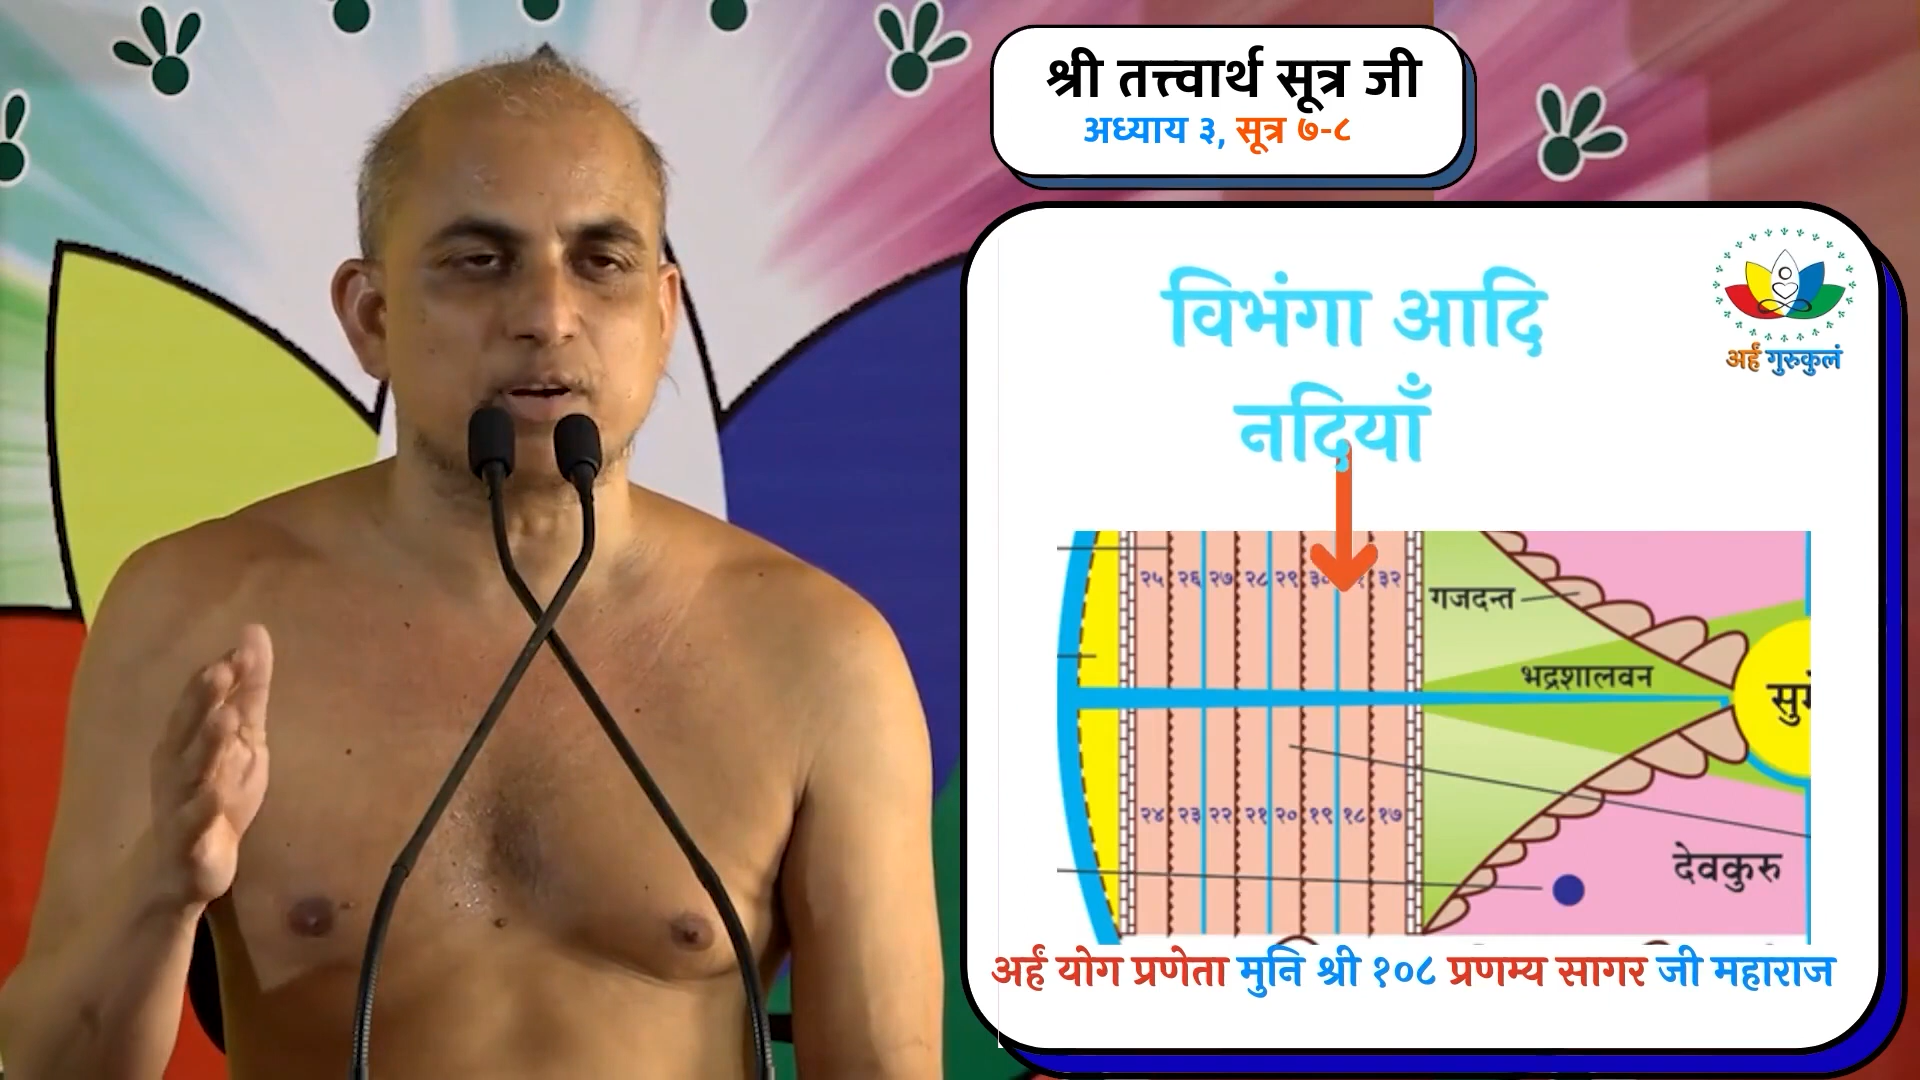 श्री तत्त्वार्थ सूत्र जी
अध्याय ३, सूत्र ७-८
विभंगा आदि
नदियाँ
अर्हं गुरुकुलं
२५ २६ २७ २८ २९ ३२
गजदन्त
भद्रशालवन
२४ २३ २२ २१ २० १९ १८ १७
देवकुरु
अर्हं योग प्रणेता मुनि श्री १०८ प्रणम्य सागर जी महाराज